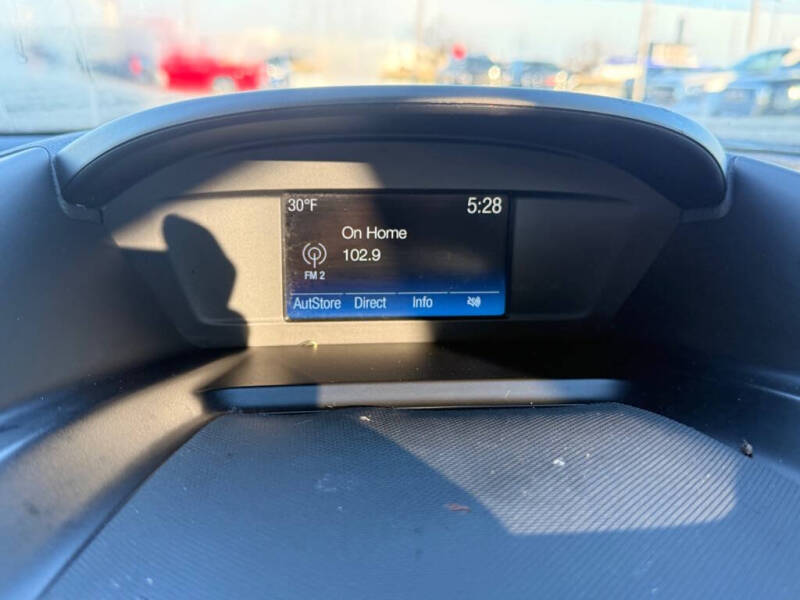 30°F 5:28
On Home
102.9
FM 2
AutStore Direct Info